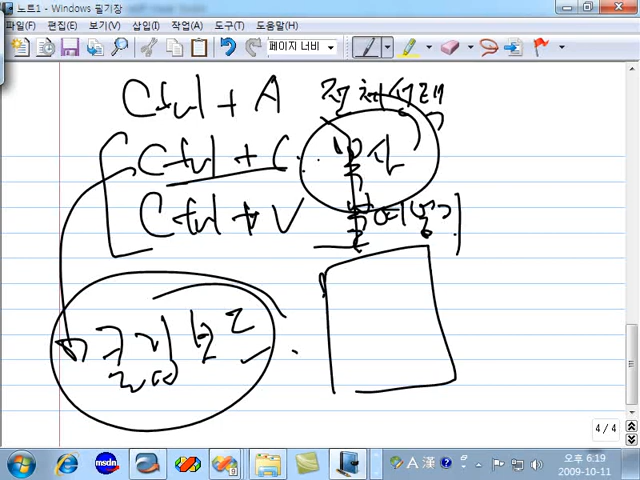 노트1 - Windows 필기장
파일(F) 편집(E) 보기(V) 삽입(I) 작업(A) 도구(T) 도움말(H)
페이지 너비
Ctrl + A 전체선택
Ctrl + C 복사
Ctrl + V 붙여넣기
클립보드
4 / 4
msdn A 漢 ? 오후 6:19
2009-10-11